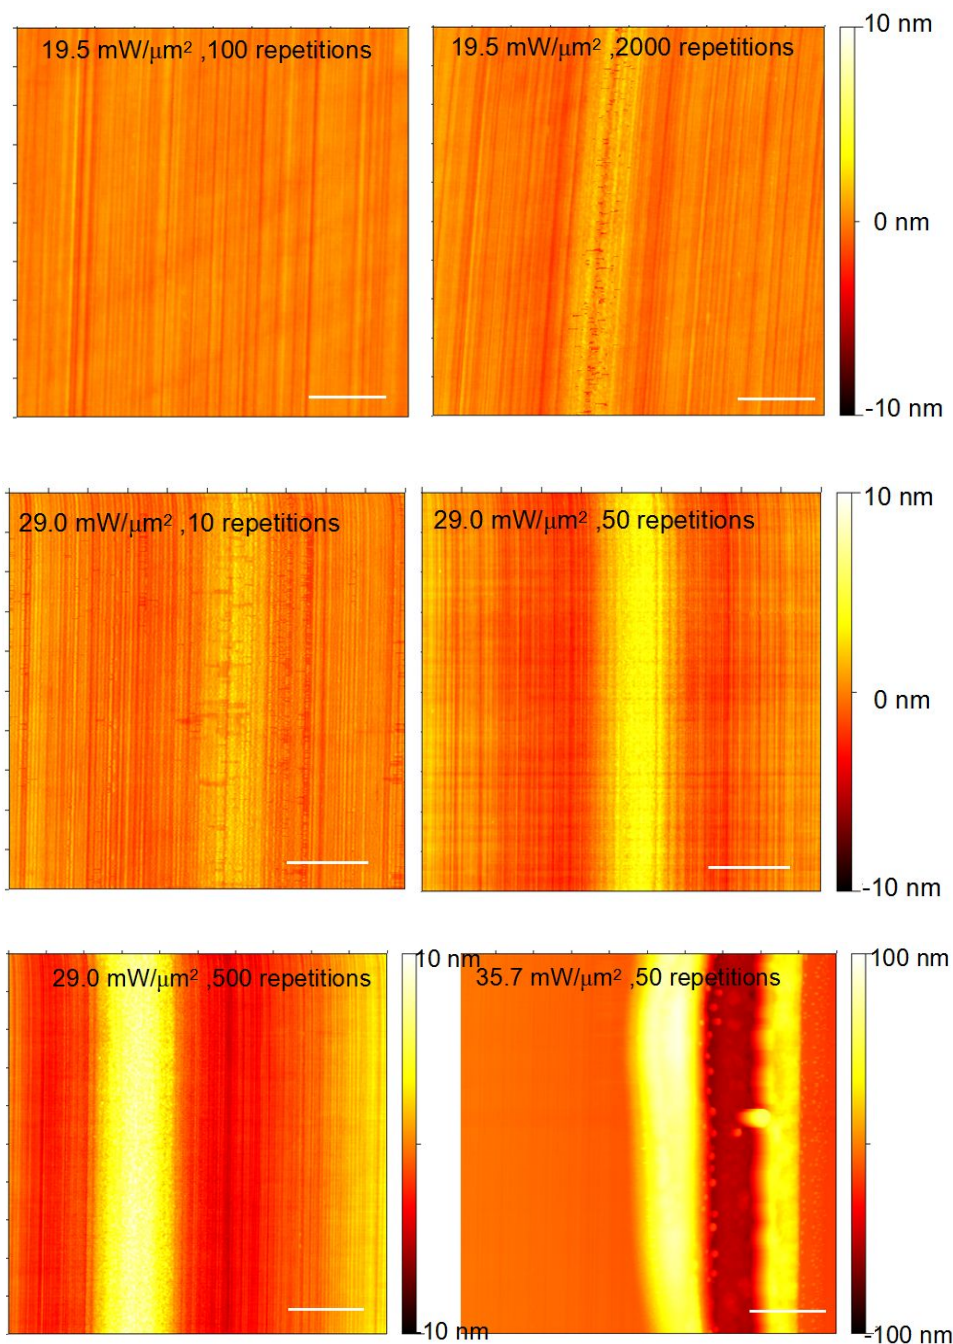 19.5 mW/μm² ,100 repetitions
19.5 mW/μm² ,2000 repetitions
10 nm
0 nm
-10 nm
29.0 mW/μm² ,10 repetitions
29.0 mW/μm² ,50 repetitions
10 nm
0 nm
-10 nm
29.0 mW/μm² ,500 repetitions
10 nm
-10 nm
35.7 mW/μm² ,50 repetitions
100 nm
-100 nm